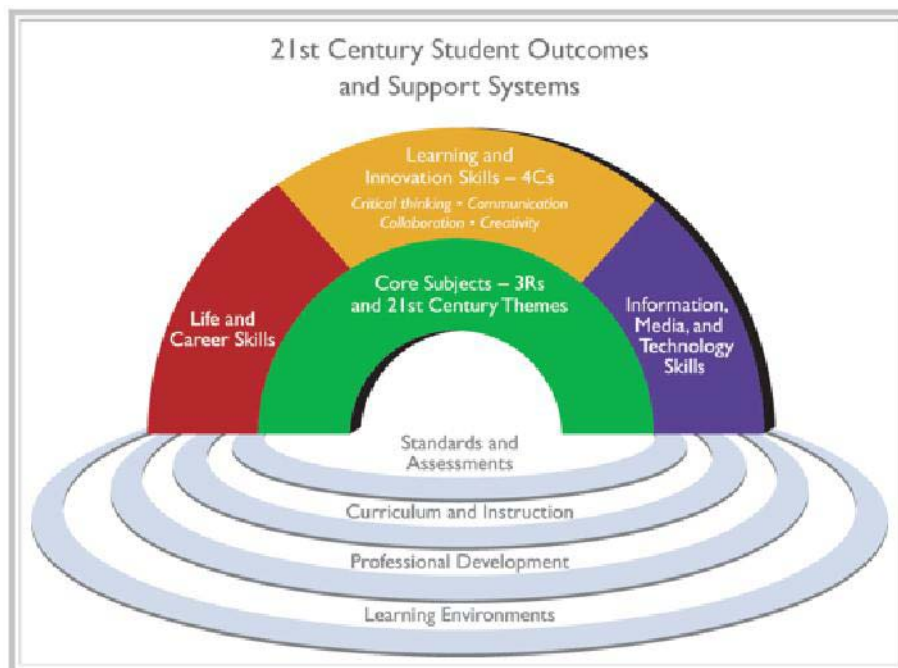 21st Century Student Outcomes
and Support Systems
Learning and
Innovation Skills – 4Cs
Critical thinking • Communication
Collaboration • Creativity
Core Subjects – 3Rs
and 21st Century Themes
Life and
Career Skills
Information,
Media, and
Technology
Skills
Standards and
Assessments
Curriculum and Instruction
Professional Development
Learning Environments